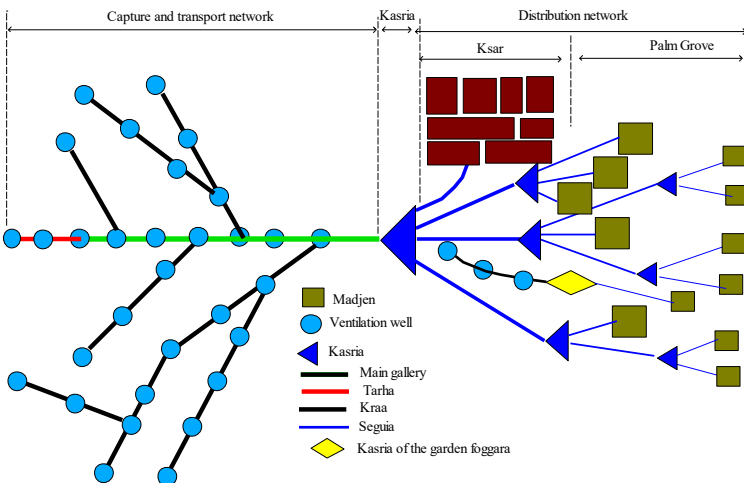 Capture and transport network
Kasria
Distribution network
Ksar
Palm Grove
Madjen
Ventilation well
Kasria
Main gallery
Tarha
Kraa
Seguia
Kasria of the garden foggara